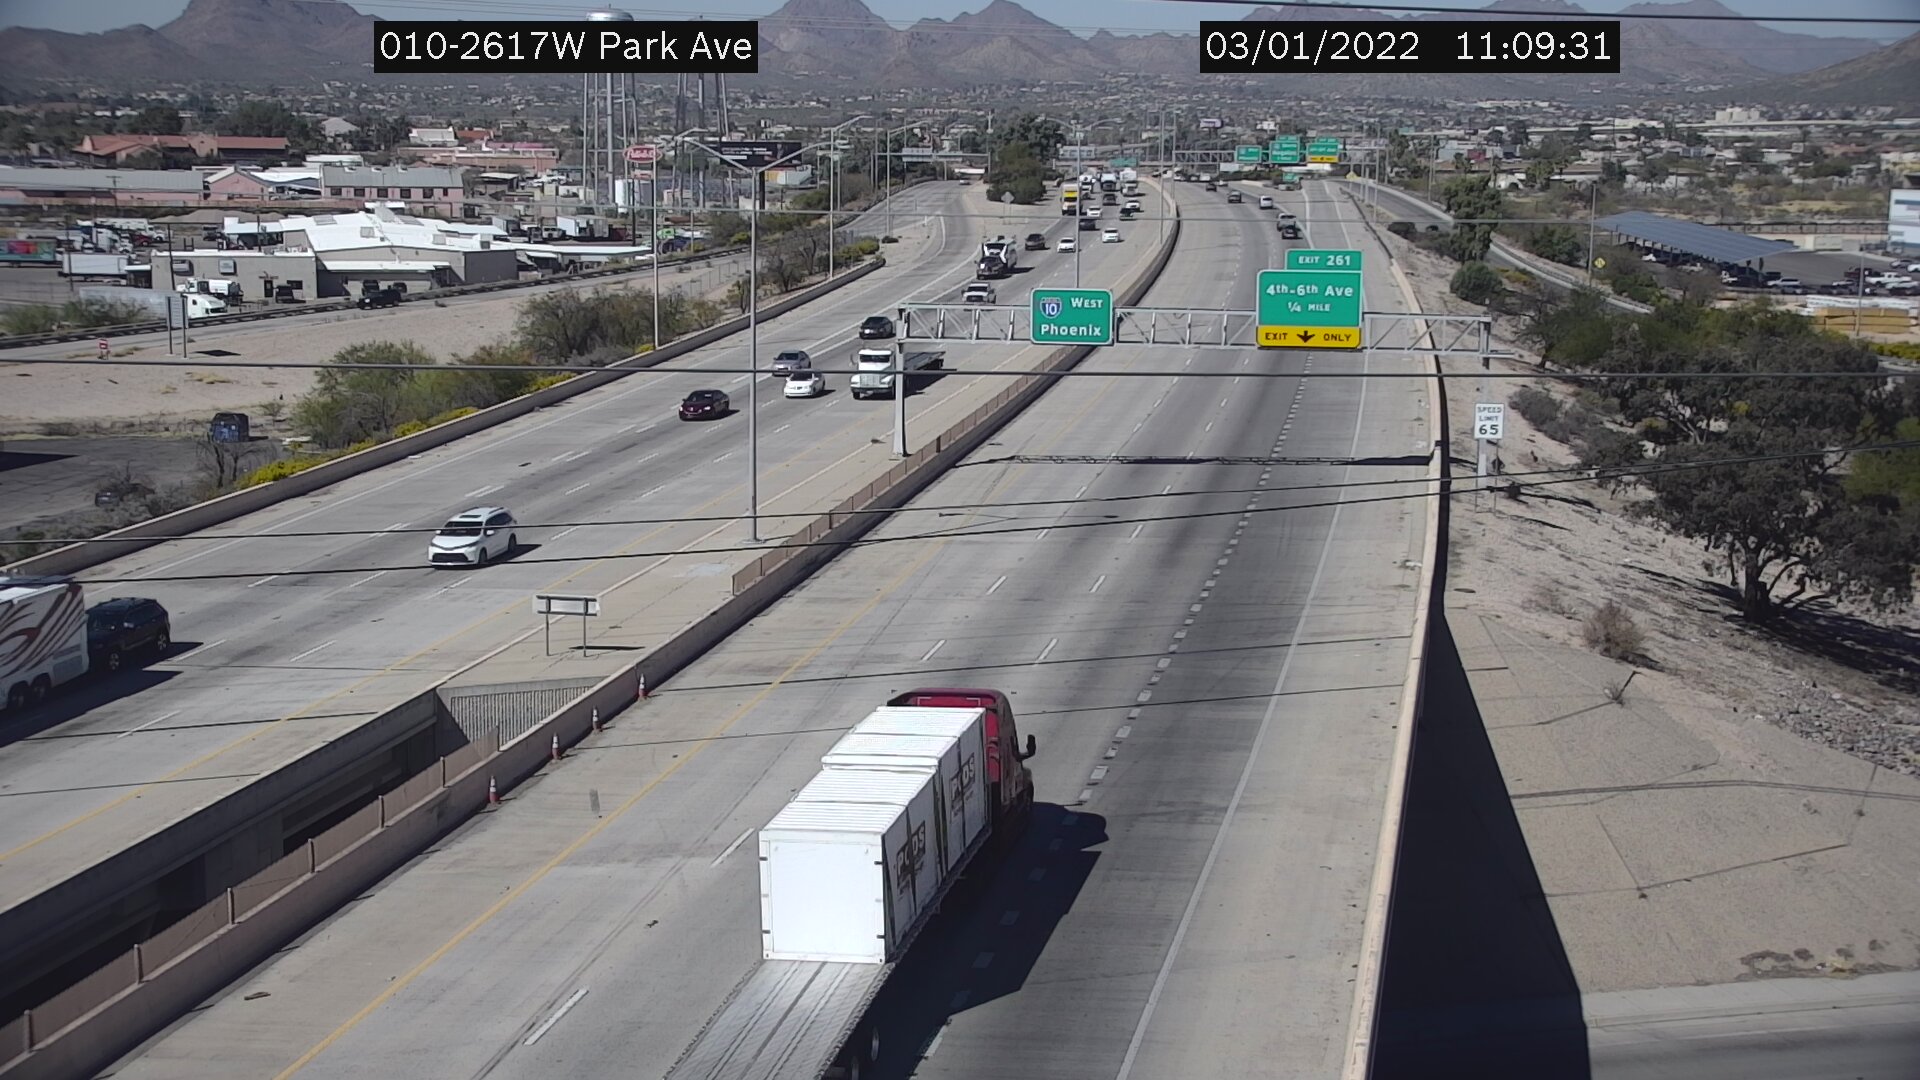 010-2617W Park Ave
03/01/2022 11:09:31
EXIT 261
4th-6th Ave
1/4 MILE
EXIT ONLY
10 WEST
Phoenix
SPEED
LIMIT
65
PODS
PODS